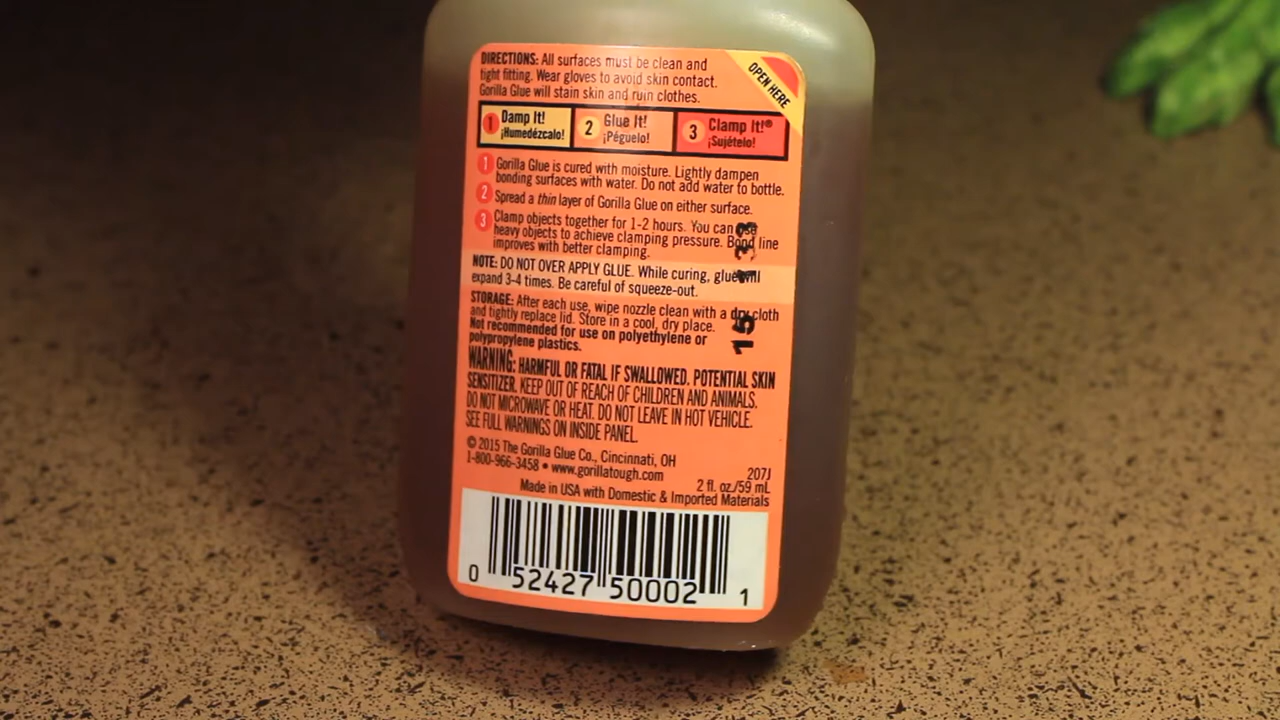 DIRECTIONS: All surfaces must be clean and
tight fitting. Wear gloves to avoid skin contact.
Gorilla Glue will stain skin and ruin clothes.
OPEN HERE
1 Damp It!
¡Humedézcalo!
2 Glue It!
¡Péguelo!
3 Clamp It!®
¡Sujételo!
1 Gorilla Glue is cured with moisture. Lightly dampen
bonding surfaces with water. Do not add water to bottle.
2 Spread a thin layer of Gorilla Glue on either surface.
3 Clamp objects together for 1-2 hours. You can use
heavy objects to achieve clamping pressure. Bond line
improves with better clamping.
NOTE: DO NOT OVER APPLY GLUE. While curing, glue will
expand 3-4 times. Be careful of squeeze-out.
STORAGE: After each use, wipe nozzle clean with a dry cloth
and tightly replace lid. Store in a cool, dry place.
Not recommended for use on polyethylene or
polypropylene plastics.
WARNING: HARMFUL OR FATAL IF SWALLOWED. POTENTIAL SKIN
SENSITIZER. KEEP OUT OF REACH OF CHILDREN AND ANIMALS.
DO NOT MICROWAVE OR HEAT. DO NOT LEAVE IN HOT VEHICLE.
SEE FULL WARNINGS ON INSIDE PANEL.
© 2015 The Gorilla Glue Co., Cincinnati, OH
1-800-966-3458 • www.gorillatough.com
207J
2 fl. oz./59 mL
Made in USA with Domestic & Imported Materials
0 52427 50002 1
15